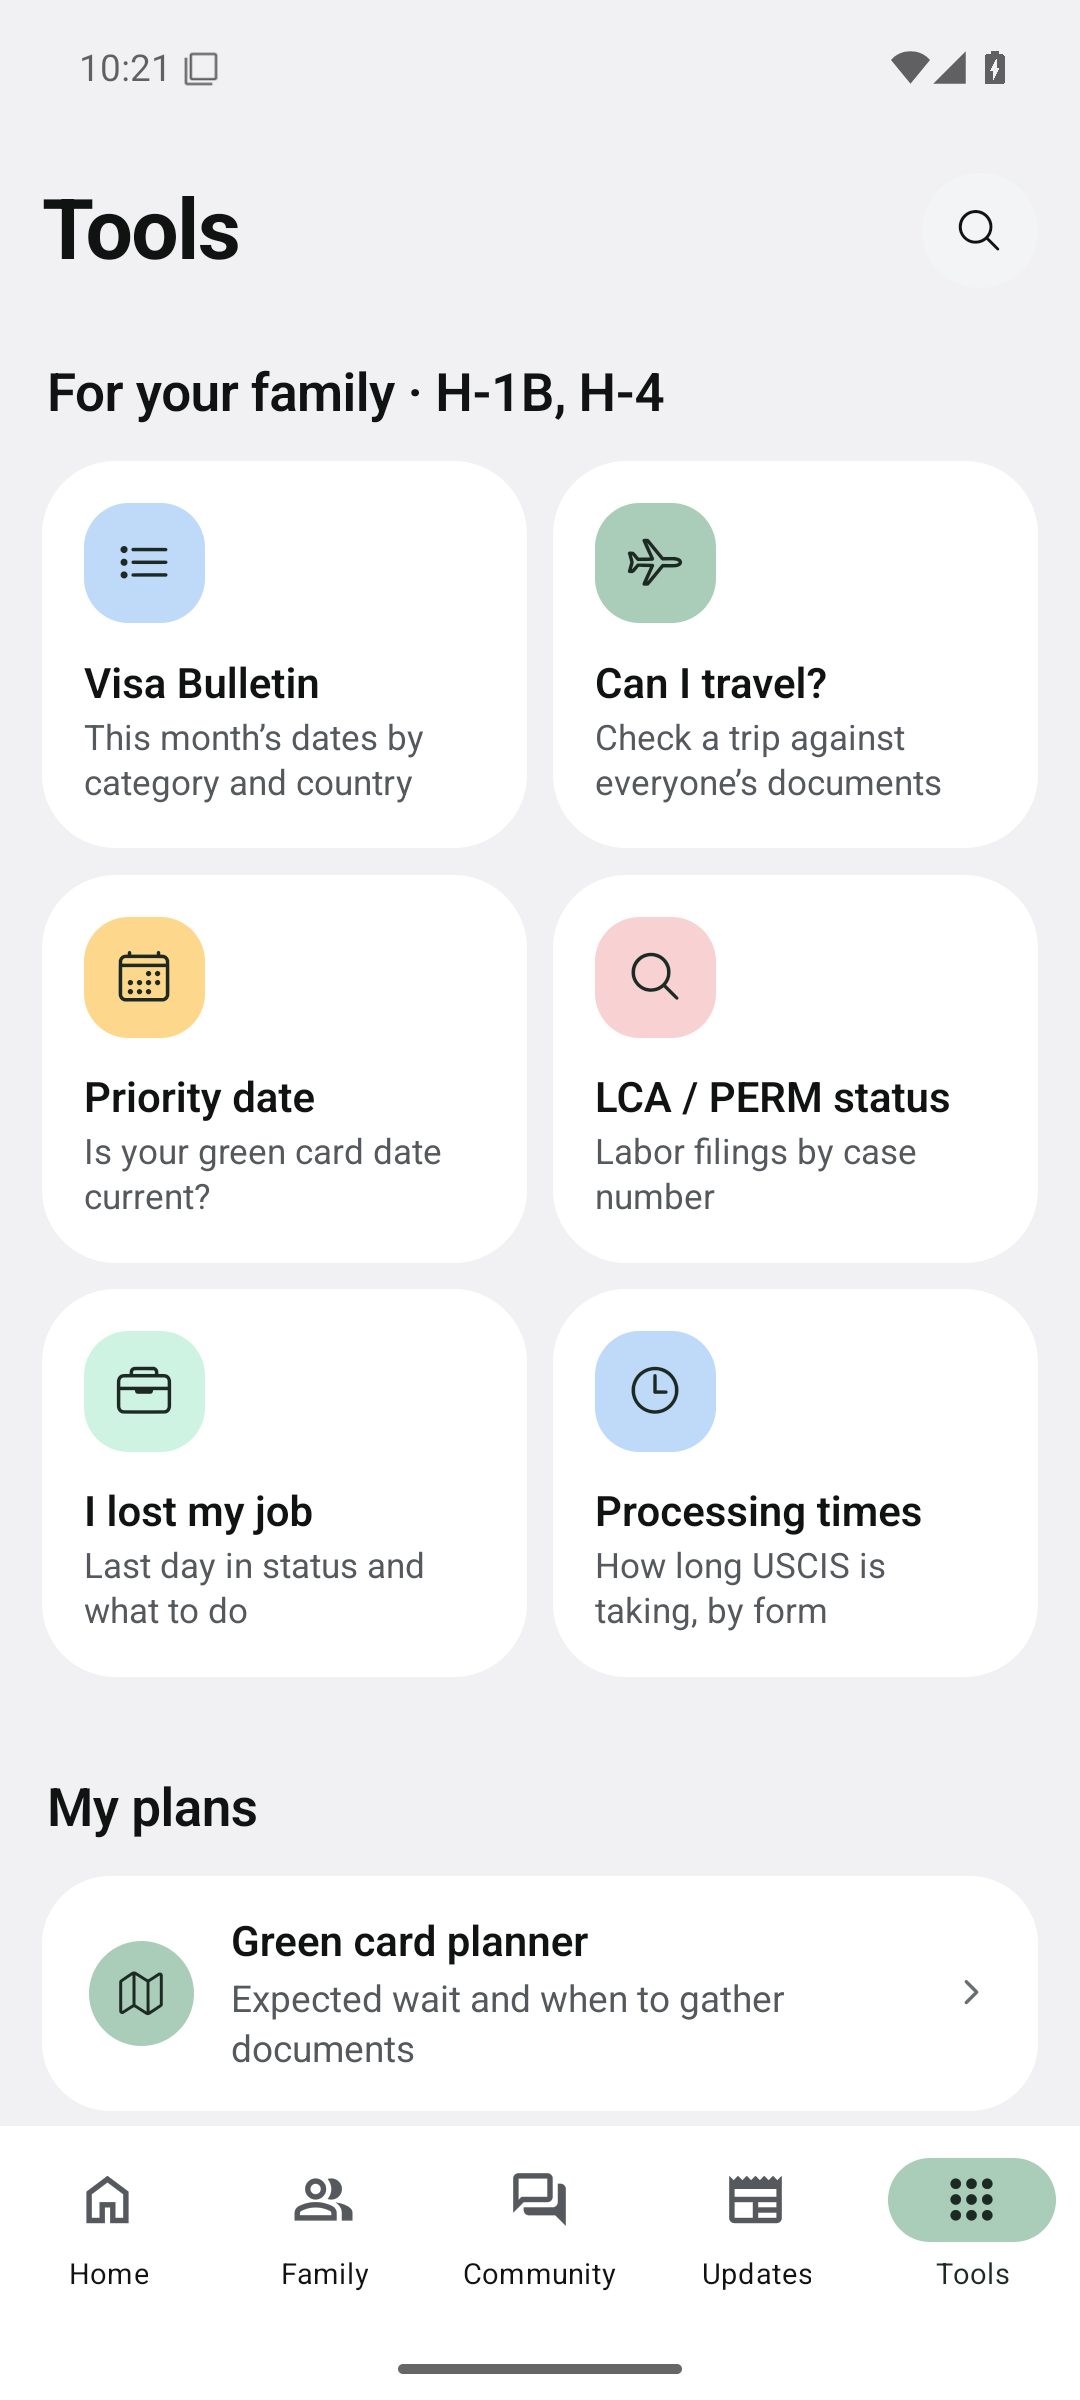 10:21
Tools
For your family · H-1B, H-4
Visa Bulletin
This month’s dates by
category and country
Can I travel?
Check a trip against
everyone’s documents
Priority date
Is your green card date
current?
LCA / PERM status
Labor filings by case
number
I lost my job
Last day in status and
what to do
Processing times
How long USCIS is
taking, by form
My plans
Green card planner
Expected wait and when to gather
documents
Home
Family
Community
Updates
Tools